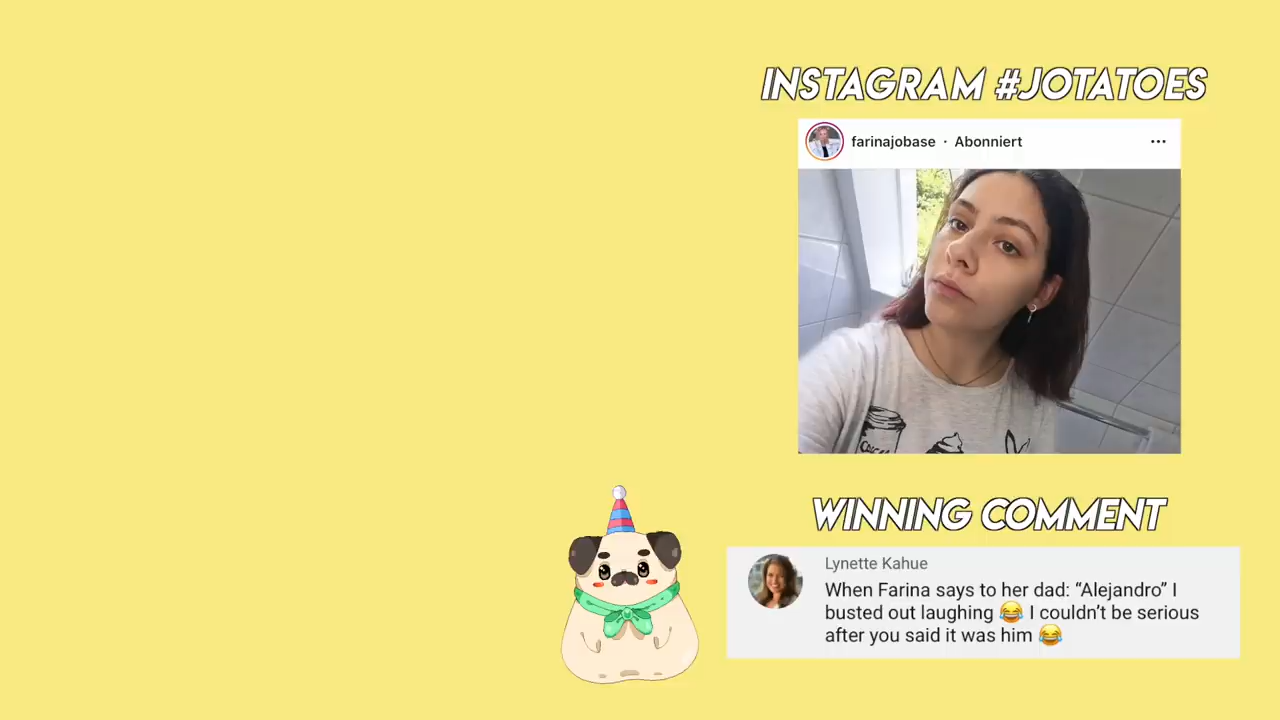 INSTAGRAM #JOTATOES
farinajobase · Abonniert
WINNING COMMENT
Lynette Kahue
When Farina says to her dad: “Alejandro” I
busted out laughing 😂 I couldn’t be serious
after you said it was him 😂